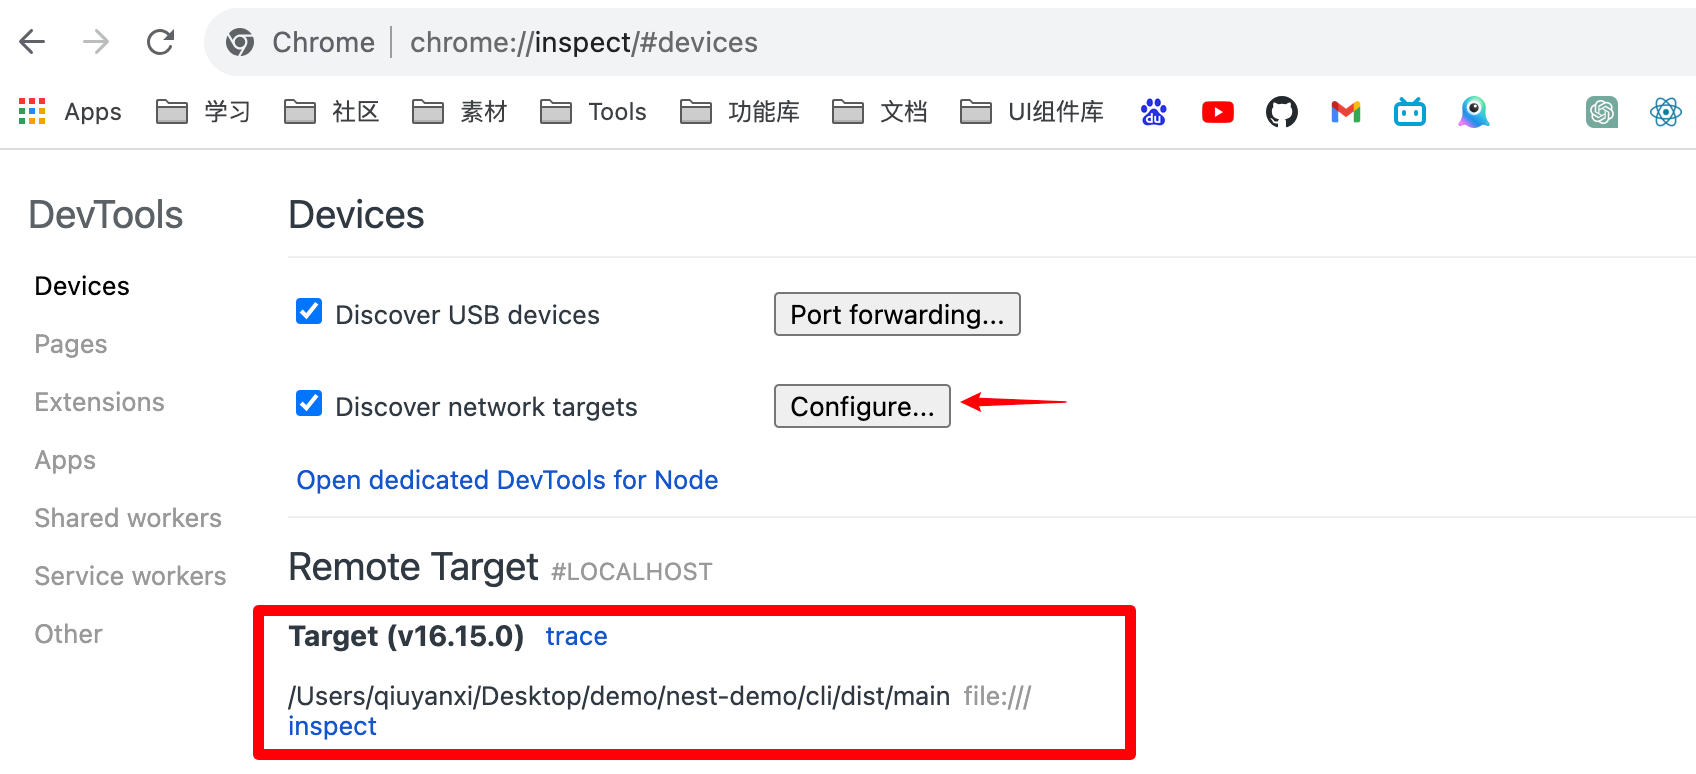 Chrome chrome://inspect/#devices
Apps 学习 社区 素材 Tools 功能库 文档 UI组件库
DevTools
Devices
Pages
Extensions
Apps
Shared workers
Service workers
Other
Devices
Discover USB devices Port forwarding...
Discover network targets Configure...
Open dedicated DevTools for Node
Remote Target #LOCALHOST
Target (v16.15.0) trace
/Users/qiuyanxi/Desktop/demo/nest-demo/cli/dist/main file:///
inspect